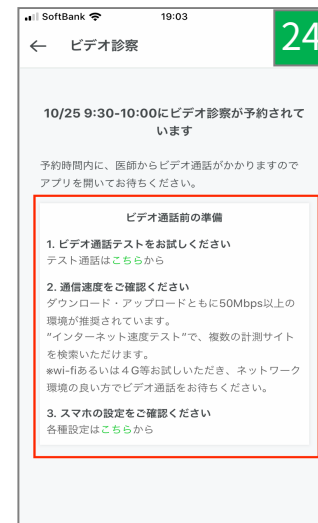 SoftBank 19:03
24
← ビデオ診察
10/25 9:30-10:00にビデオ診察が予約されて
います
予約時間内に、医師からビデオ通話がかかりますので
アプリを開いてお待ちください。
ビデオ通話前の準備
1. ビデオ通話テストをお試しください
テスト通話はこちらから
2. 通信速度をご確認ください
ダウンロード・アップロードともに50Mbps以上の
環境が推奨されています。
“インターネット速度テスト”で、複数の計測サイト
を検索いただけます。
※wi-fiあるいは４G等お試しいただき、ネットワーク
環境の良い方でビデオ通話をお待ちください。
3. スマホの設定をご確認ください
各種設定はこちらから